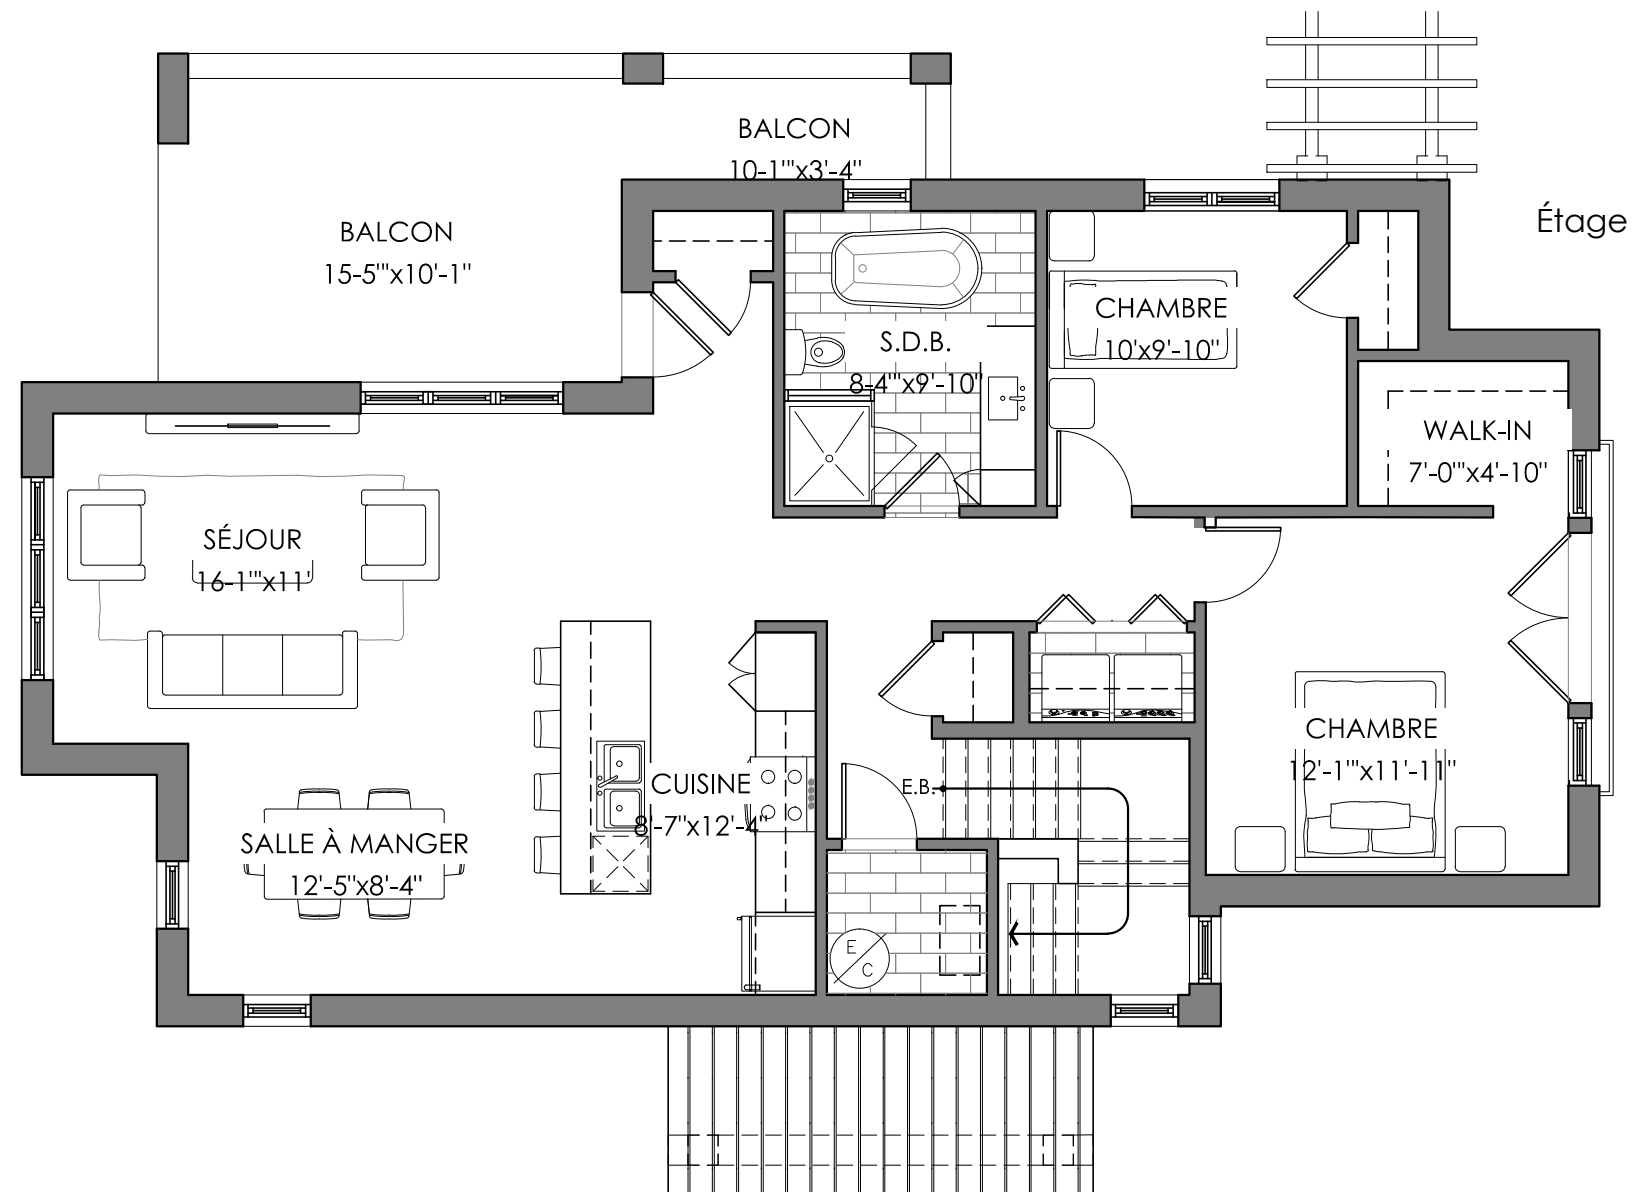 BALCON
10-1'"x3'-4"
Étage
BALCON
15-5'"x10'-1"
CHAMBRE
10'x9'-10"
S.D.B.
8-4'"x9'-10"
WALK-IN
7'-0'"x4'-10"
SÉJOUR
16-1'"x11'
CHAMBRE
12'-1'"x11'-11"
CUISINE
8'-7"x12'-4"
E.B.
SALLE À MANGER
12'-5"x8'-4"
E
C